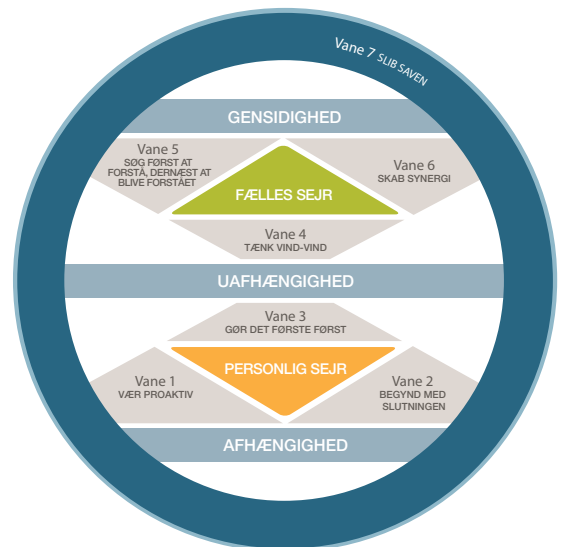 Vane 7 SLIB SAVEN
GENSIDIGHED
Vane 5
SØG FØRST AT
FORSTÅ, DERNÆST AT
BLIVE FORSTÅET
Vane 6
SKAB SYNERGI
FÆLLES SEJR
Vane 4
TÆNK VIND-VIND
UAFHÆNGIGHED
Vane 3
GØR DET FØRSTE FØRST
PERSONLIG SEJR
Vane 1
VÆR PROAKTIV
Vane 2
BEGYND MED
SLUTNINGEN
AFHÆNGIGHED